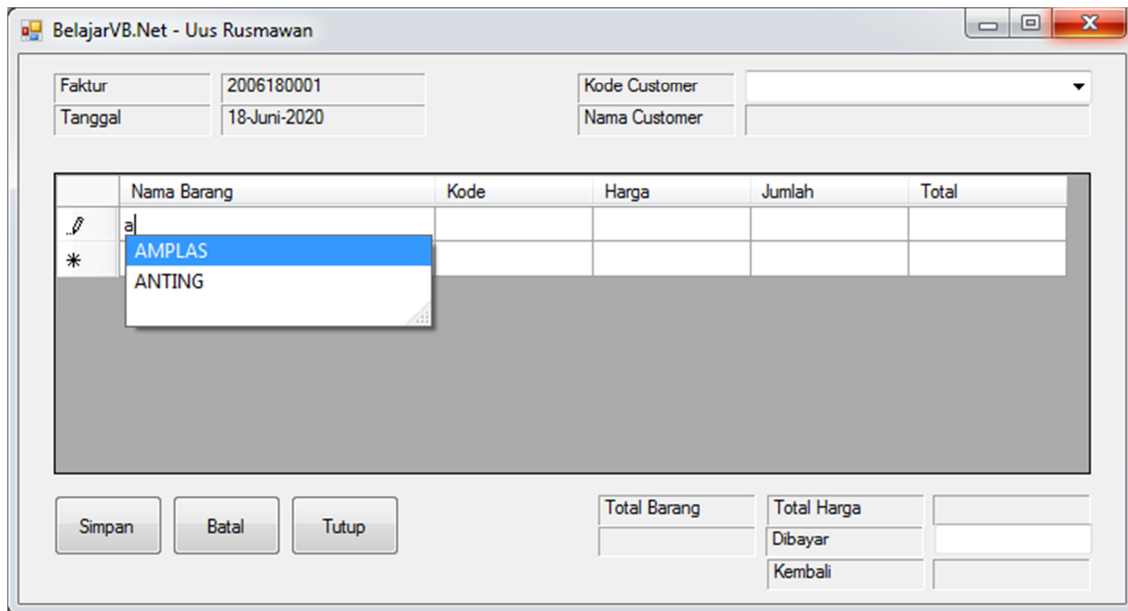 BelajarVB.Net - Uus Rusmawan
Faktur 2006180001 Kode Customer
Tanggal 18-Juni-2020 Nama Customer
Nama Barang Kode Harga Jumlah Total
a
AMPLAS
ANTING
Simpan Batal Tutup
Total Barang Total Harga
Dibayar
Kembali